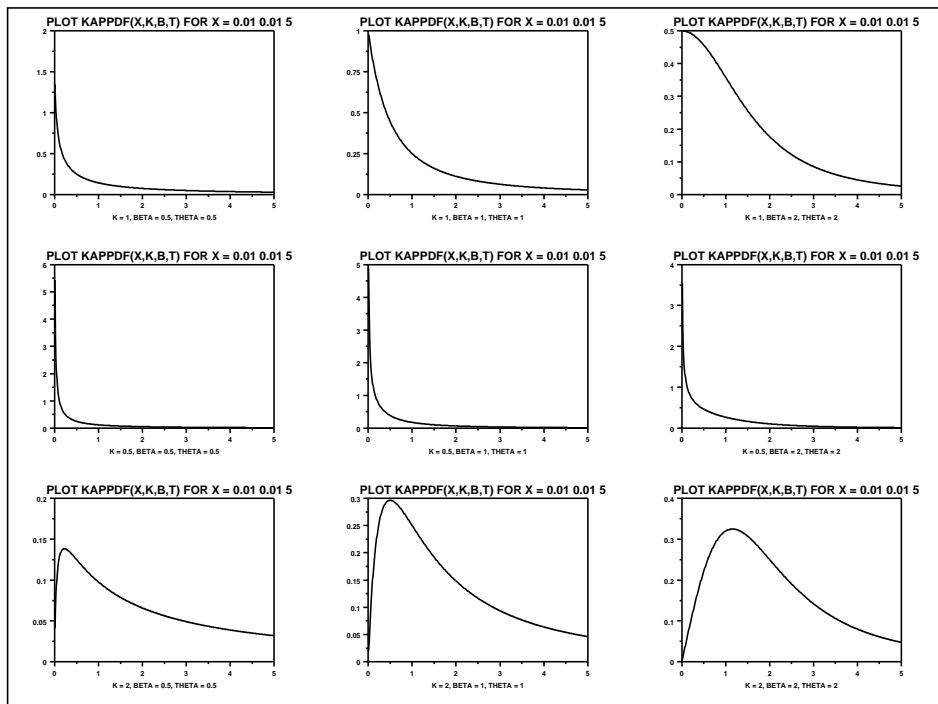 PLOT KAPPDF(X,K,B,T) FOR X = 0.01 0.01 5
2
1.5
1
0.5
0
0 1 2 3 4 5
K = 1, BETA = 0.5, THETA = 0.5
PLOT KAPPDF(X,K,B,T) FOR X = 0.01 0.01 5
1
0.75
0.5
0.25
0
0 1 2 3 4 5
K = 1, BETA = 1, THETA = 1
PLOT KAPPDF(X,K,B,T) FOR X = 0.01 0.01 5
0.5
0.4
0.3
0.2
0.1
0
0 1 2 3 4 5
K = 1, BETA = 2, THETA = 2
PLOT KAPPDF(X,K,B,T) FOR X = 0.01 0.01 5
6
5
4
3
2
1
0
0 1 2 3 4 5
K = 0.5, BETA = 0.5, THETA = 0.5
PLOT KAPPDF(X,K,B,T) FOR X = 0.01 0.01 5
5
4
3
2
1
0
0 1 2 3 4 5
K = 0.5, BETA = 1, THETA = 1
PLOT KAPPDF(X,K,B,T) FOR X = 0.01 0.01 5
4
3
2
1
0
0 1 2 3 4 5
K = 0.5, BETA = 2, THETA = 2
PLOT KAPPDF(X,K,B,T) FOR X = 0.01 0.01 5
0.2
0.15
0.1
0.05
0
0 1 2 3 4 5
K = 2, BETA = 0.5, THETA = 0.5
PLOT KAPPDF(X,K,B,T) FOR X = 0.01 0.01 5
0.3
0.25
0.2
0.15
0.1
0.05
0
0 1 2 3 4 5
K = 2, BETA = 1, THETA = 1
PLOT KAPPDF(X,K,B,T) FOR X = 0.01 0.01 5
0.4
0.3
0.2
0.1
0
0 1 2 3 4 5
K = 2, BETA = 2, THETA = 2